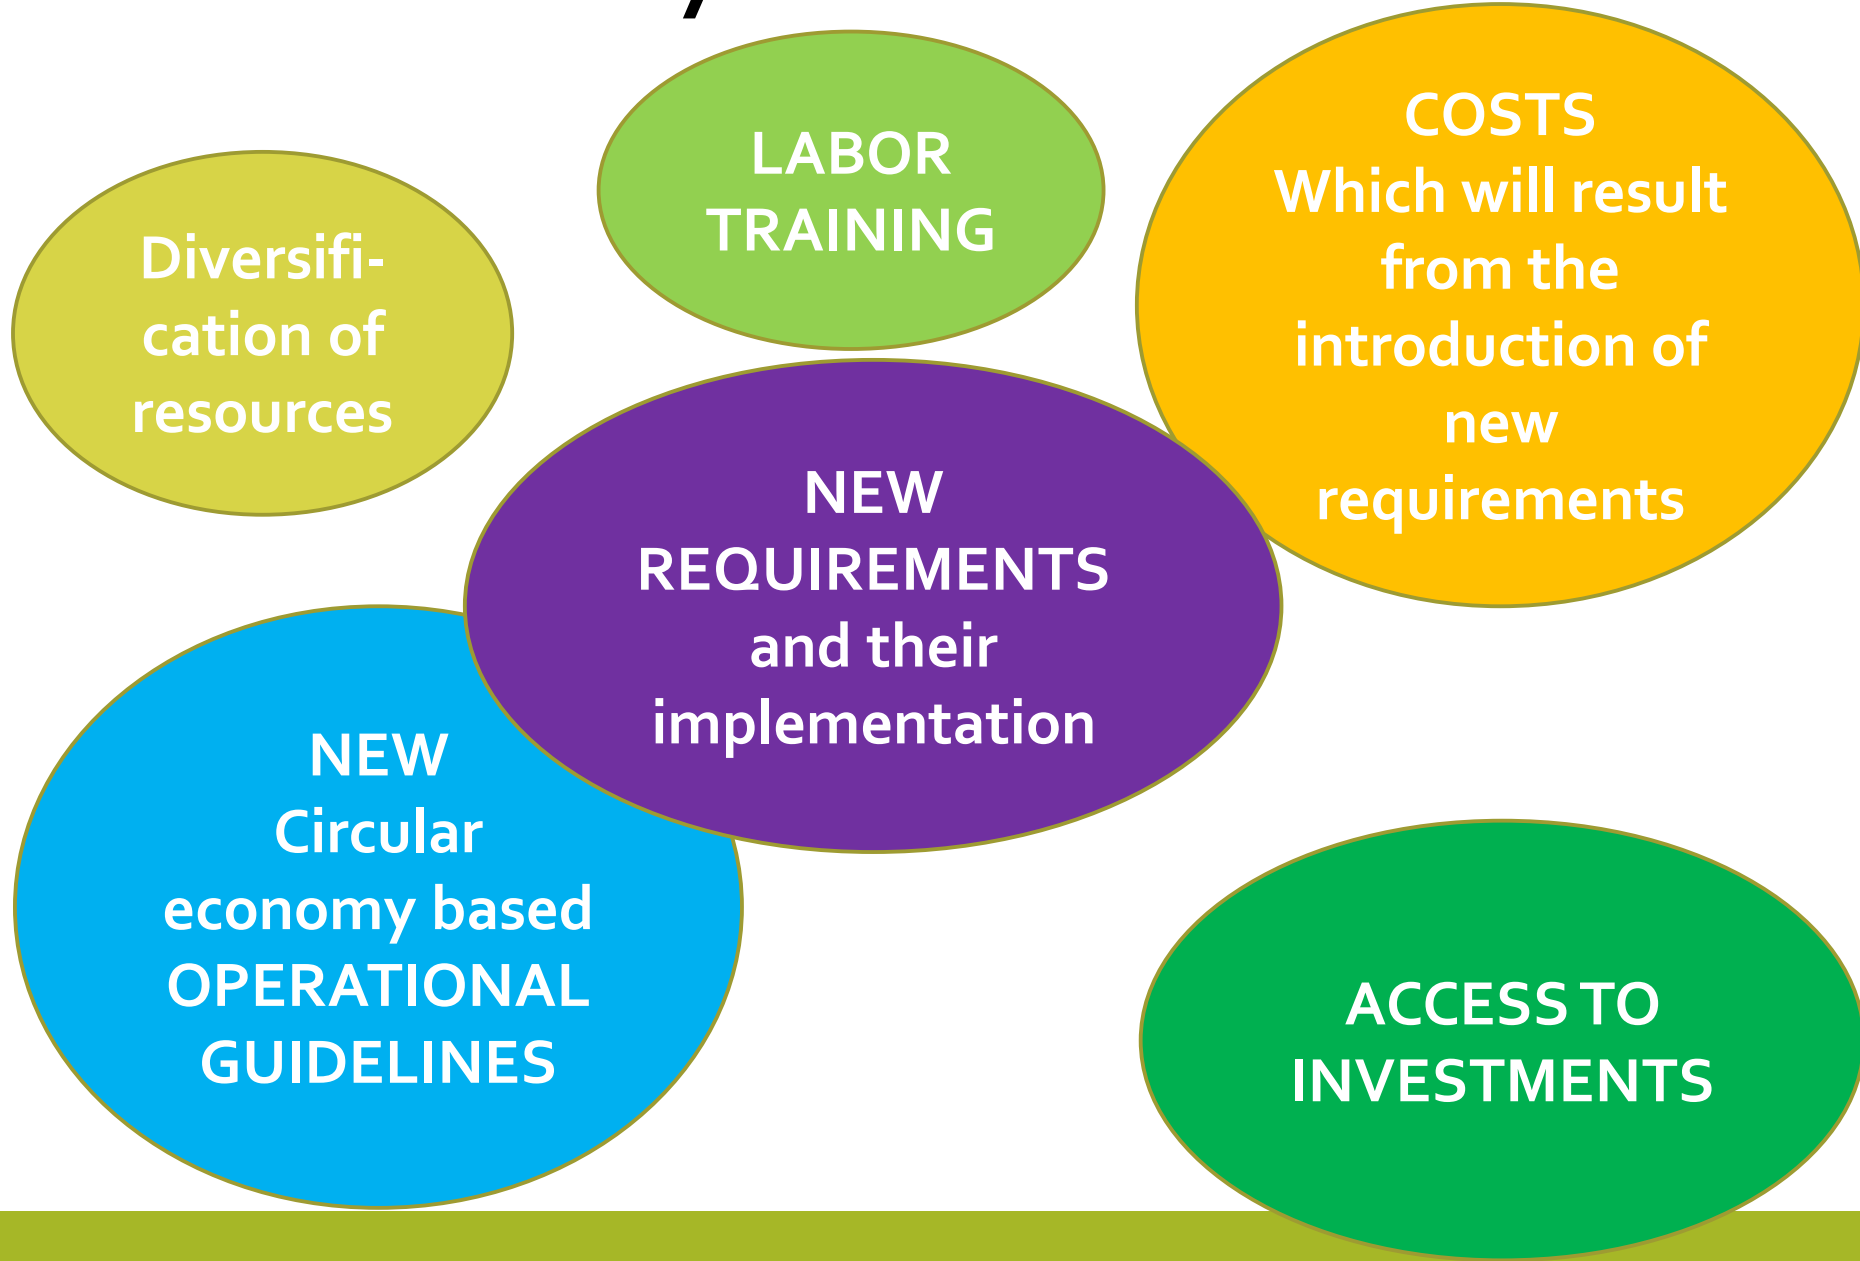 LABOR
TRAINING
COSTS
Which will result
from the
introduction of
new
requirements
Diversifi-
cation of
resources
NEW
REQUIREMENTS
and their
implementation
NEW
Circular
economy based
OPERATIONAL
GUIDELINES
ACCESS TO
INVESTMENTS